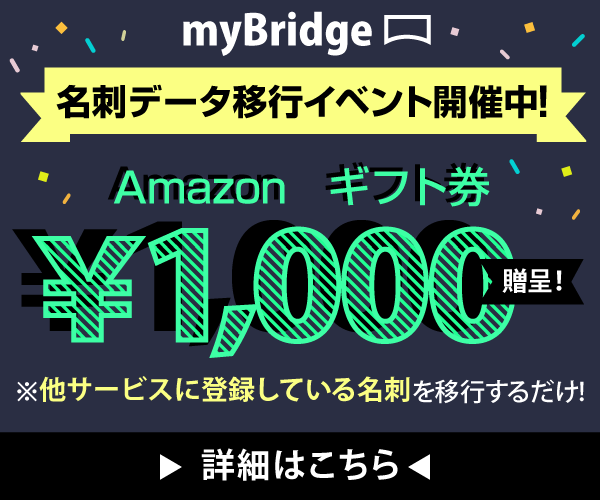 myBridge
名刺データ移行イベント開催中!
Amazon ギフト券
¥1,000
贈呈!
※他サービスに登録している名刺を移行するだけ!
▶ 詳細はこちら ◀